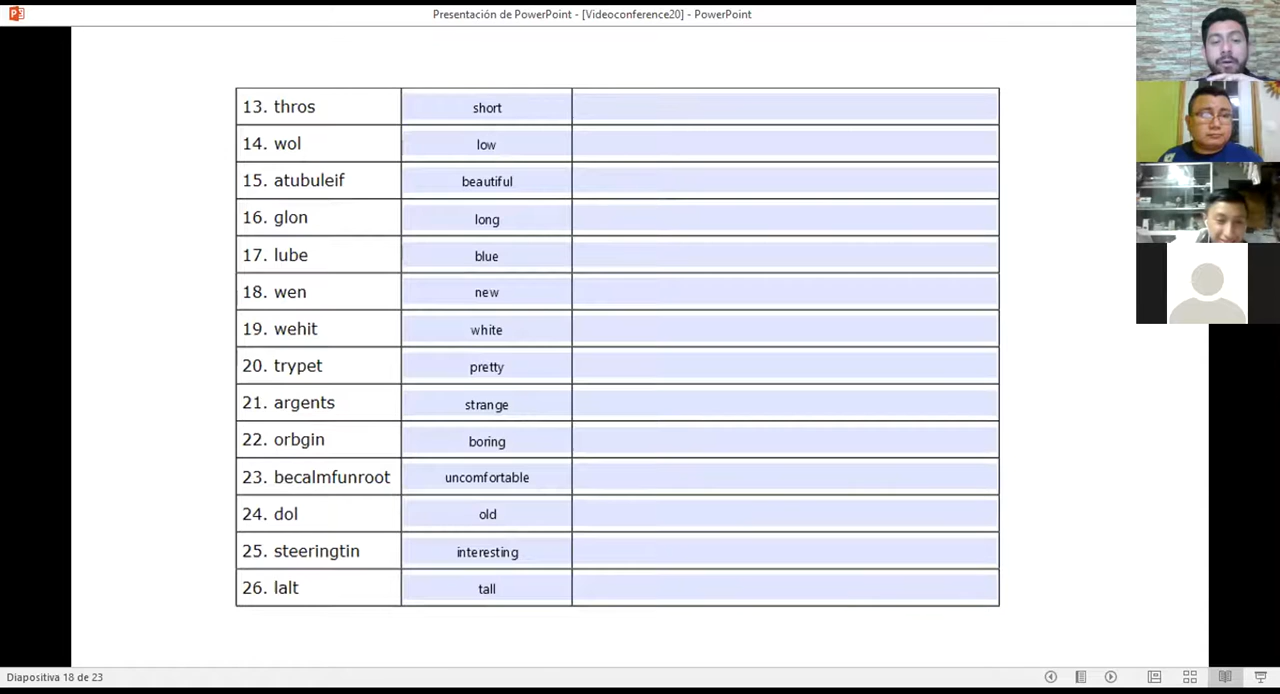 Presentación de PowerPoint - [Videoconference20] - PowerPoint
13. thros short
14. wol low
15. atubuleif beautiful
16. glon long
17. lube blue
18. wen new
19. wehit white
20. trypet pretty
21. argents strange
22. orbgin boring
23. becalmfunroot uncomfortable
24. dol old
25. steeringtin interesting
26. lalt tall
Diapositiva 18 de 23